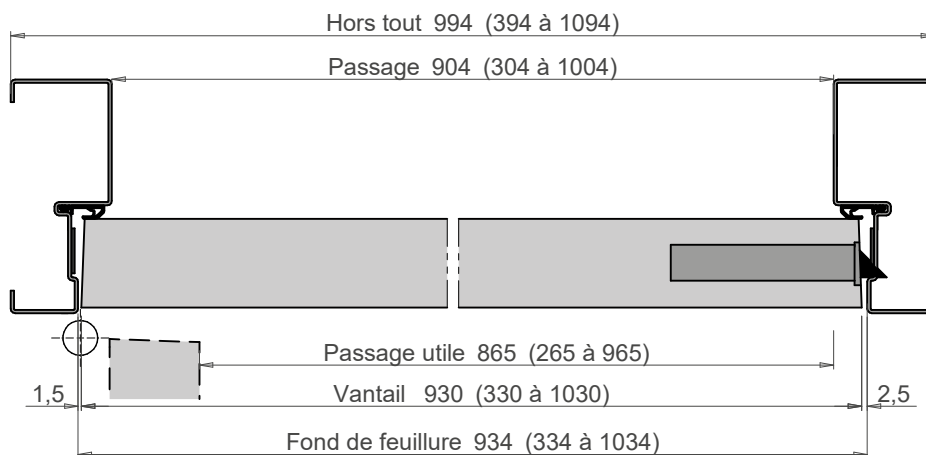 Hors tout 994 (394 à 1094)
Passage 904 (304 à 1004)
Passage utile 865 (265 à 965)
1,5
Vantail 930 (330 à 1030)
2,5
Fond de feuillure 934 (334 à 1034)